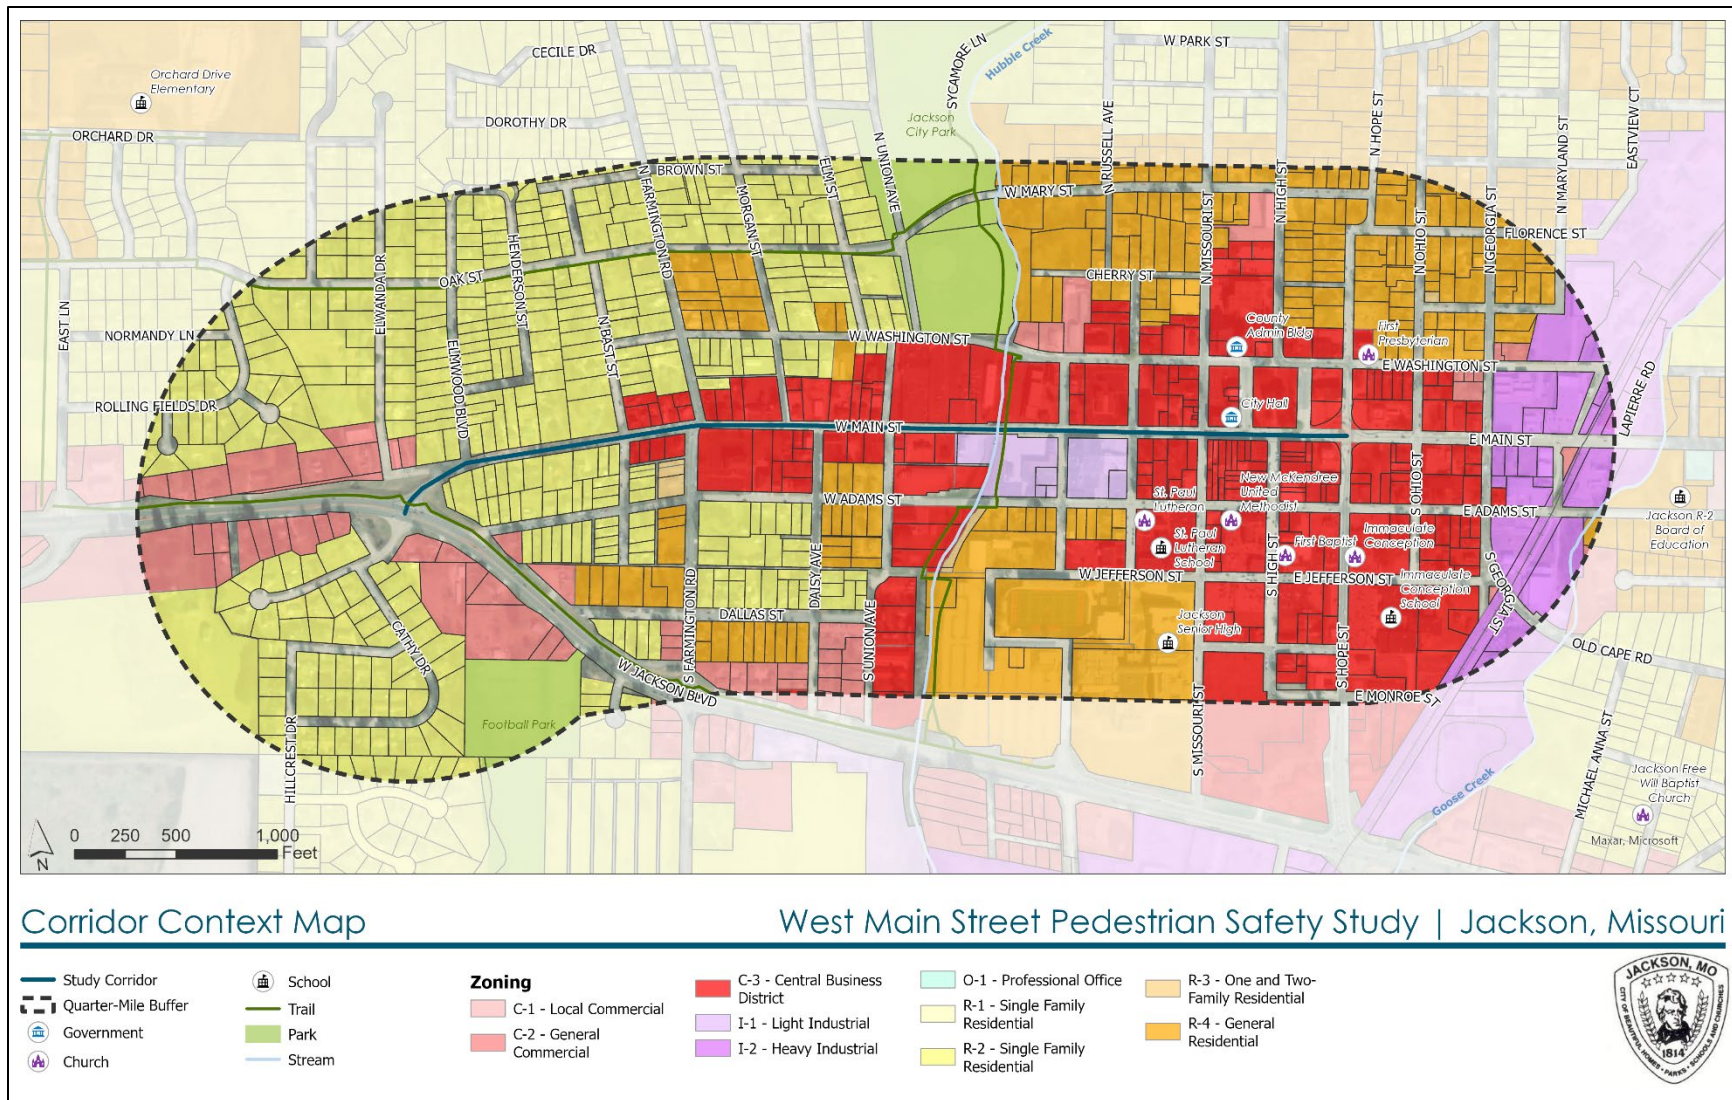 CECILE DR
SYCAMORE LN
Hubble Creek
W PARK ST
Orchard Drive
Elementary
ORCHARD DR
DOROTHY DR
Jackson
City Park
N UNION AVE
N RUSSELL AVE
N HOPE ST
N MARYLAND ST
EASTVIEW CT
BROWN ST
N FARMINGTON RD
MORGAN ST
ELM ST
W MARY ST
N MISSOURI ST
N HIGH ST
N OHIO ST
N GEORGIA ST
FLORENCE ST
HENDERSON ST
OAK ST
ELWANDA DR
CHERRY ST
EAST LN
NORMANDY LN
N BAST ST
ELMWOOD BLVD
W WASHINGTON ST
County
Admin Bldg
First
Presbyterian
E WASHINGTON ST
LAPIERRE RD
ROLLING FIELDS DR
City Hall
W MAIN ST
E MAIN ST
New McKendree
United
Methodist
St. Paul
Lutheran
W ADAMS ST
S OHIO ST
E ADAMS ST
Jackson R-2
Board of
Education
St. Paul
Lutheran
School
First Baptist
Immaculate
Conception
S HIGH ST
S GEORGIA ST
W JEFFERSON ST
E JEFFERSON ST
Immaculate
Conception
School
DAISY AVE
S FARMINGTON RD
DALLAS ST
S UNION AVE
Jackson
Senior High
CATHY DR
S HOPE ST
OLD CAPE RD
W JACKSON BLVD
E MONROE ST
HILLCREST DR
Football Park
S MISSOURI ST
MICHAEL ANNA ST
Goose Creek
Jackson Free
Will Baptist
Church
Maxar, Microsoft
N
0 250 500 1,000
Feet
Corridor Context Map
West Main Street Pedestrian Safety Study | Jackson, Missouri
Study Corridor
Quarter-Mile Buffer
Government
Church
School
Trail
Park
Stream
Zoning
C-1 - Local Commercial
C-2 - General
Commercial
C-3 - Central Business
District
I-1 - Light Industrial
I-2 - Heavy Industrial
O-1 - Professional Office
R-1 - Single Family
Residential
R-2 - Single Family
Residential
R-3 - One and Two-
Family Residential
R-4 - General
Residential
JACKSON, MO
CITY OF BEAUTIFUL HOMES • PARKS • SCHOOLS AND CHURCHES
1814